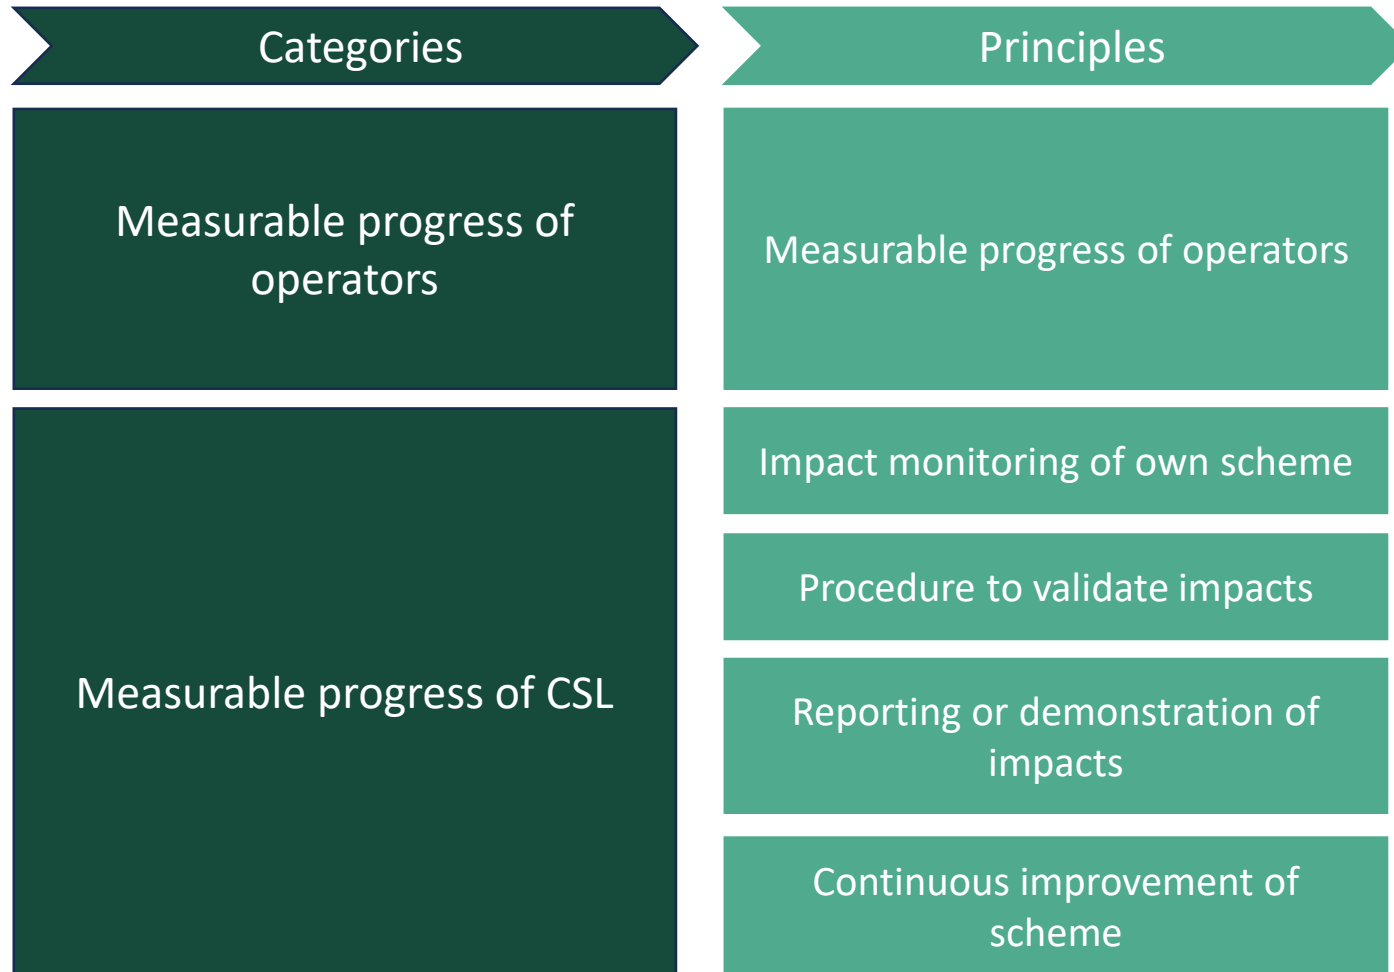 Categories
Principles
Measurable progress of
operators
Measurable progress of operators
Measurable progress of CSL
Impact monitoring of own scheme
Procedure to validate impacts
Reporting or demonstration of
impacts
Continuous improvement of
scheme